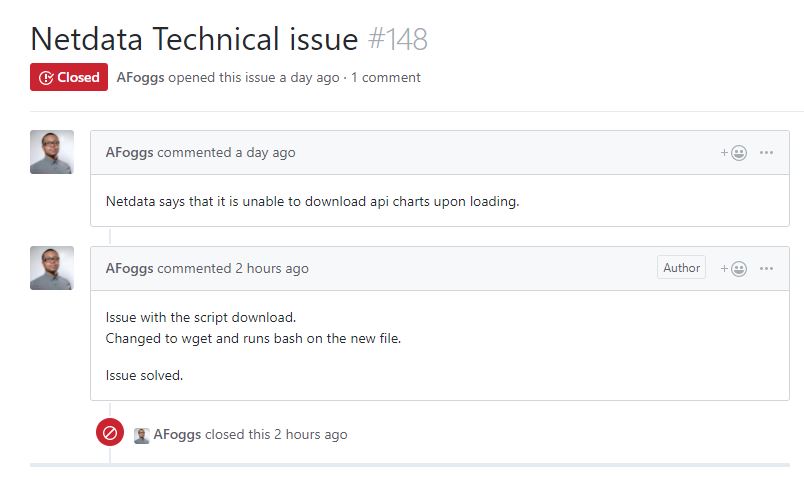 Netdata Technical issue #148
Closed AFoggs opened this issue a day ago · 1 comment
AFoggs commented a day ago
Netdata says that it is unable to download api charts upon loading.
AFoggs commented 2 hours ago Author
Issue with the script download.
Changed to wget and runs bash on the new file.
Issue solved.
AFoggs closed this 2 hours ago